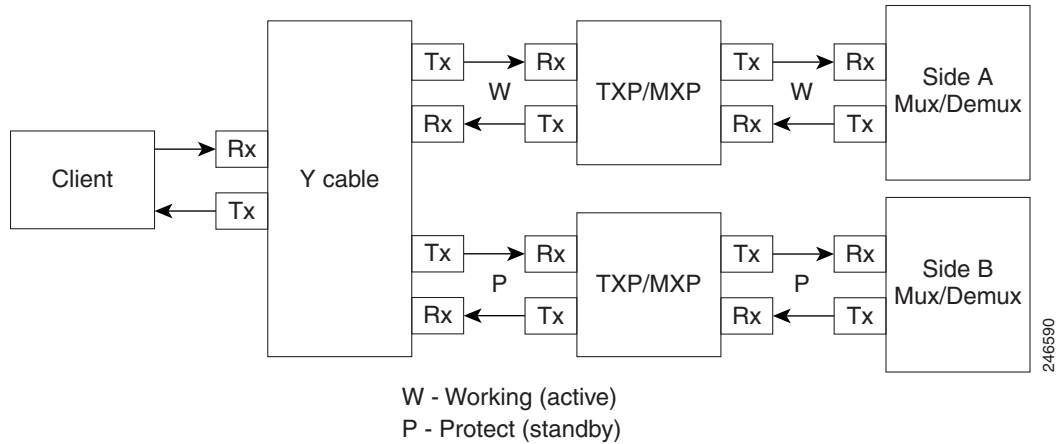 Tx
Rx
Tx
Rx
W
TXP/MXP
W
Side A
Mux/Demux
Rx
Tx
Rx
Tx
Rx
Client
Y cable
Tx
Tx
Rx
Tx
Rx
P
TXP/MXP
P
Side B
Mux/Demux
Rx
Tx
Rx
Tx
246590
W - Working (active)
P - Protect (standby)